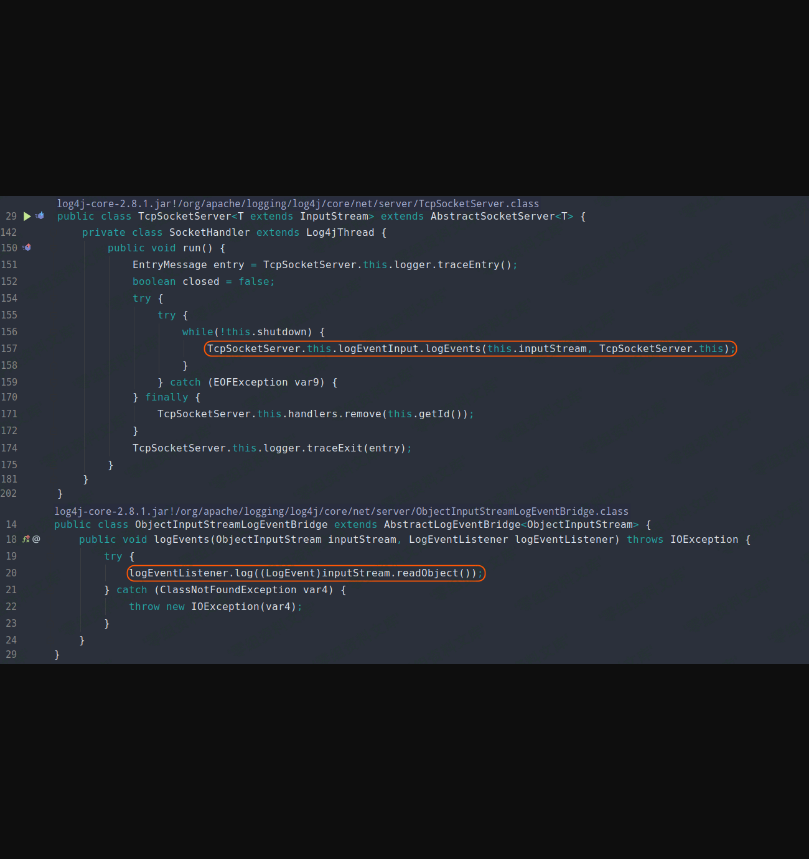 log4j-core-2.8.1.jar!/org/apache/logging/log4j/core/net/server/TcpSocketServer.class
29 public class TcpSocketServer<T extends InputStream> extends AbstractSocketServer<T> {
142 private class SocketHandler extends Log4jThread {
150 public void run() {
151 EntryMessage entry = TcpSocketServer.this.logger.traceEntry();
152 boolean closed = false;
154 try {
155 try {
156 while(!this.shutdown) {
157 TcpSocketServer.this.logEventInput.logEvents(this.inputStream, TcpSocketServer.this);
158 }
159 } catch (EOFException var9) {
170 } finally {
171 TcpSocketServer.this.handlers.remove(this.getId());
172 }
174 TcpSocketServer.this.logger.traceExit(entry);
175 }
181 }
202 }
log4j-core-2.8.1.jar!/org/apache/logging/log4j/core/net/server/ObjectInputStreamLogEventBridge.class
14 public class ObjectInputStreamLogEventBridge extends AbstractLogEventBridge<ObjectInputStream> {
18 @ public void logEvents(ObjectInputStream inputStream, LogEventListener logEventListener) throws IOException {
19 try {
20 logEventListener.log((LogEvent)inputStream.readObject());
21 } catch (ClassNotFoundException var4) {
22 throw new IOException(var4);
23 }
24 }
29 }